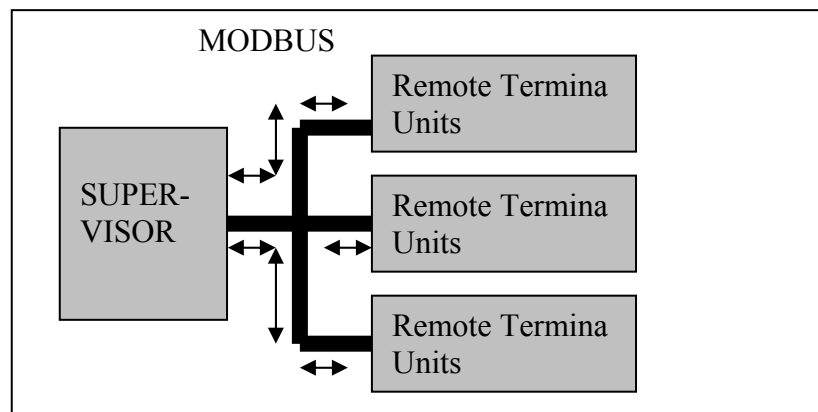 MODBUS
SUPER-
VISOR
Remote Termina
Units
Remote Termina
Units
Remote Termina
Units